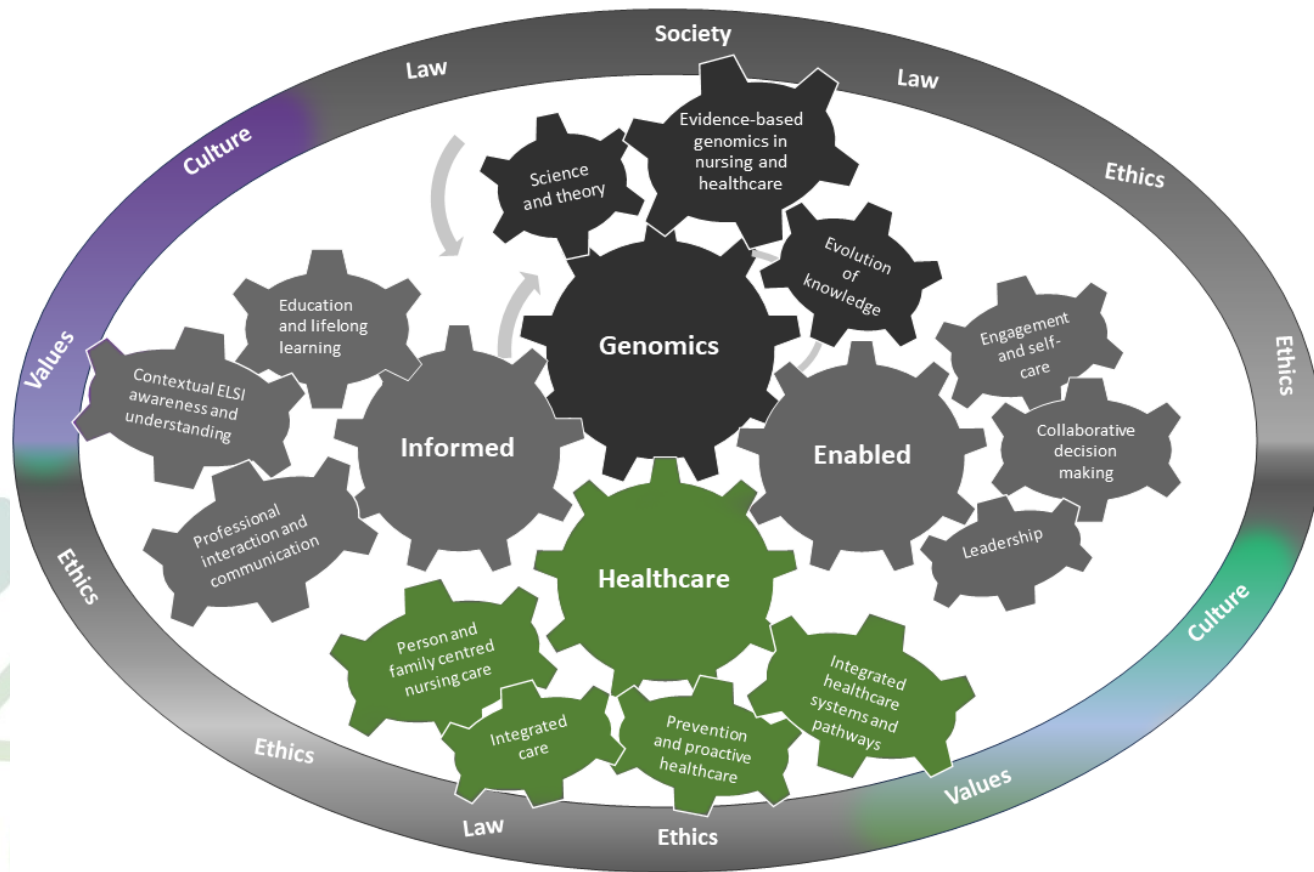 Society
Law
Law
Culture
Ethics
Values
Ethics
Ethics
Culture
Ethics
Values
Law
Ethics
Science
and theory
Evidence-based
genomics in
nursing and
healthcare
Evolution
of
knowledge
Genomics
Education
and lifelong
learning
Contextual ELSI
awareness and
understanding
Professional
interaction and
communication
Informed
Enabled
Engagement
and self-
care
Collaborative
decision
making
Leadership
Healthcare
Person and
family centred
nursing care
Integrated
care
Prevention
and proactive
healthcare
Integrated
healthcare
systems and
pathways